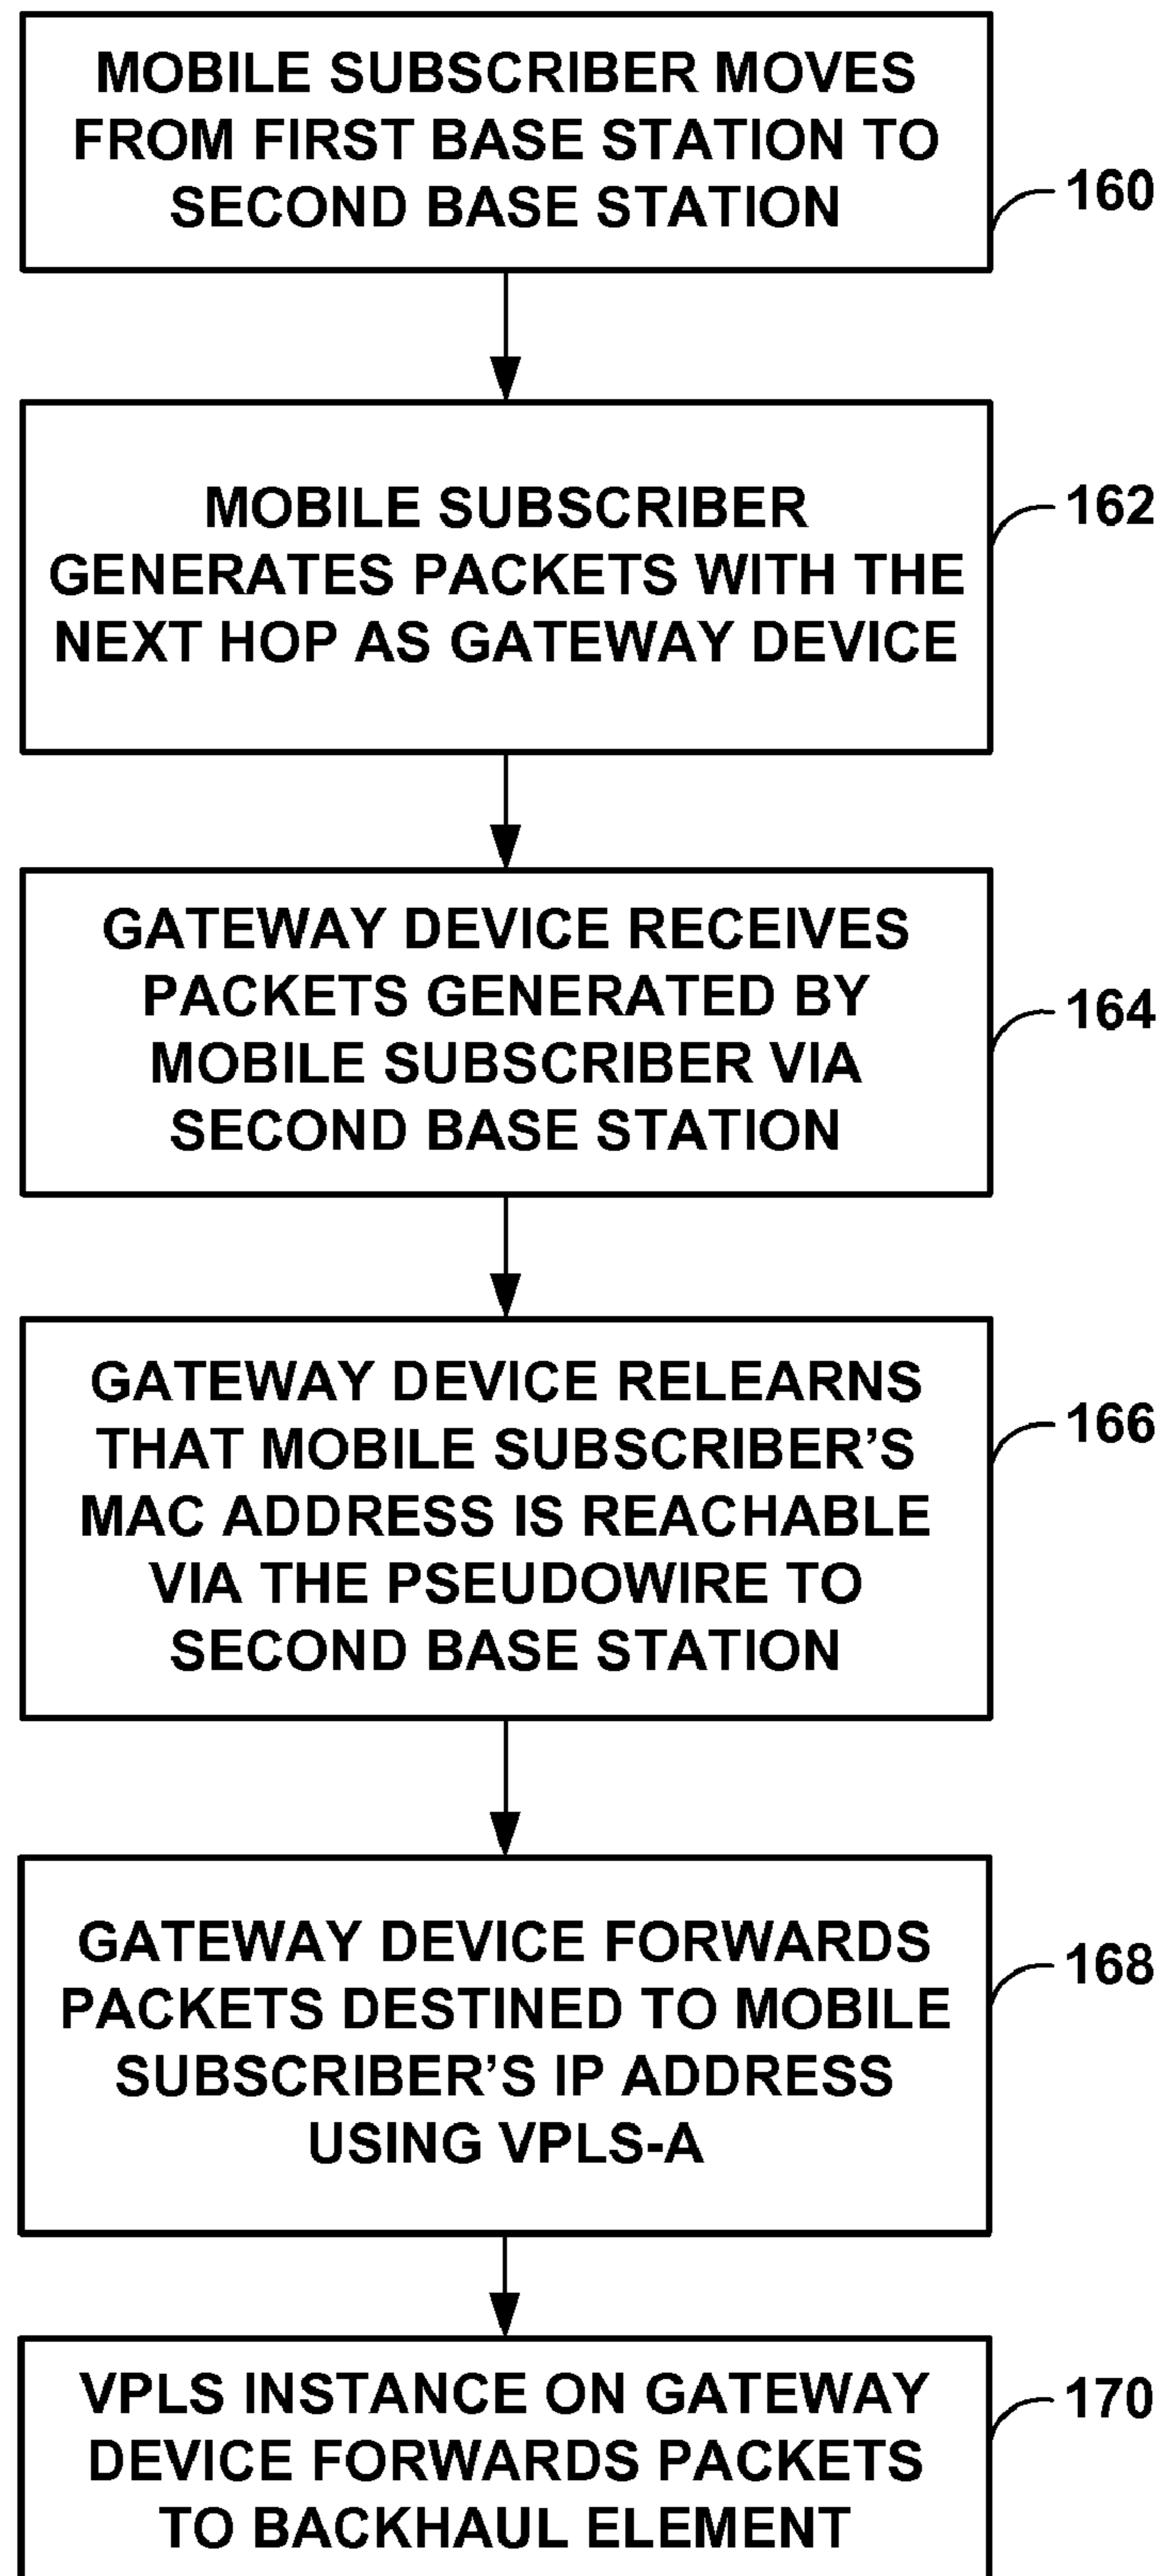 MOBILE SUBSCRIBER MOVES
FROM FIRST BASE STATION TO
SECOND BASE STATION
160
MOBILE SUBSCRIBER
GENERATES PACKETS WITH THE
NEXT HOP AS GATEWAY DEVICE
162
GATEWAY DEVICE RECEIVES
PACKETS GENERATED BY
MOBILE SUBSCRIBER VIA
SECOND BASE STATION
164
GATEWAY DEVICE RELEARNS
THAT MOBILE SUBSCRIBER’S
MAC ADDRESS IS REACHABLE
VIA THE PSEUDOWIRE TO
SECOND BASE STATION
166
GATEWAY DEVICE FORWARDS
PACKETS DESTINED TO MOBILE
SUBSCRIBER’S IP ADDRESS
USING VPLS-A
168
VPLS INSTANCE ON GATEWAY
DEVICE FORWARDS PACKETS
TO BACKHAUL ELEMENT
170